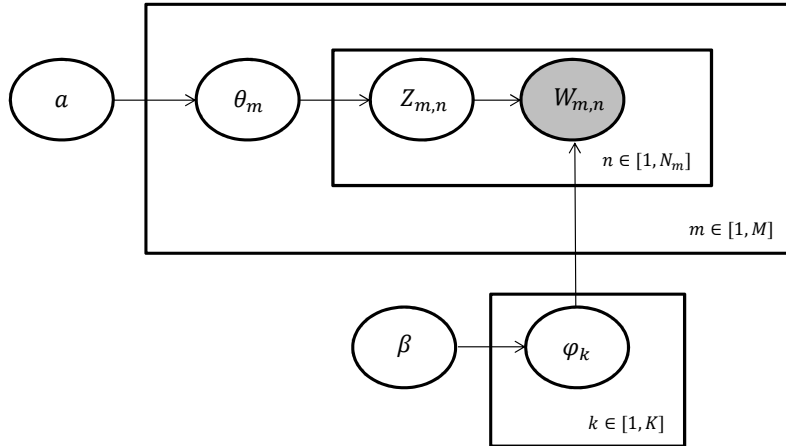 a
θ_m
Z_{m,n}
W_{m,n}
n ∈ [1, N_m]
m ∈ [1, M]
β
φ_k
k ∈ [1, K]